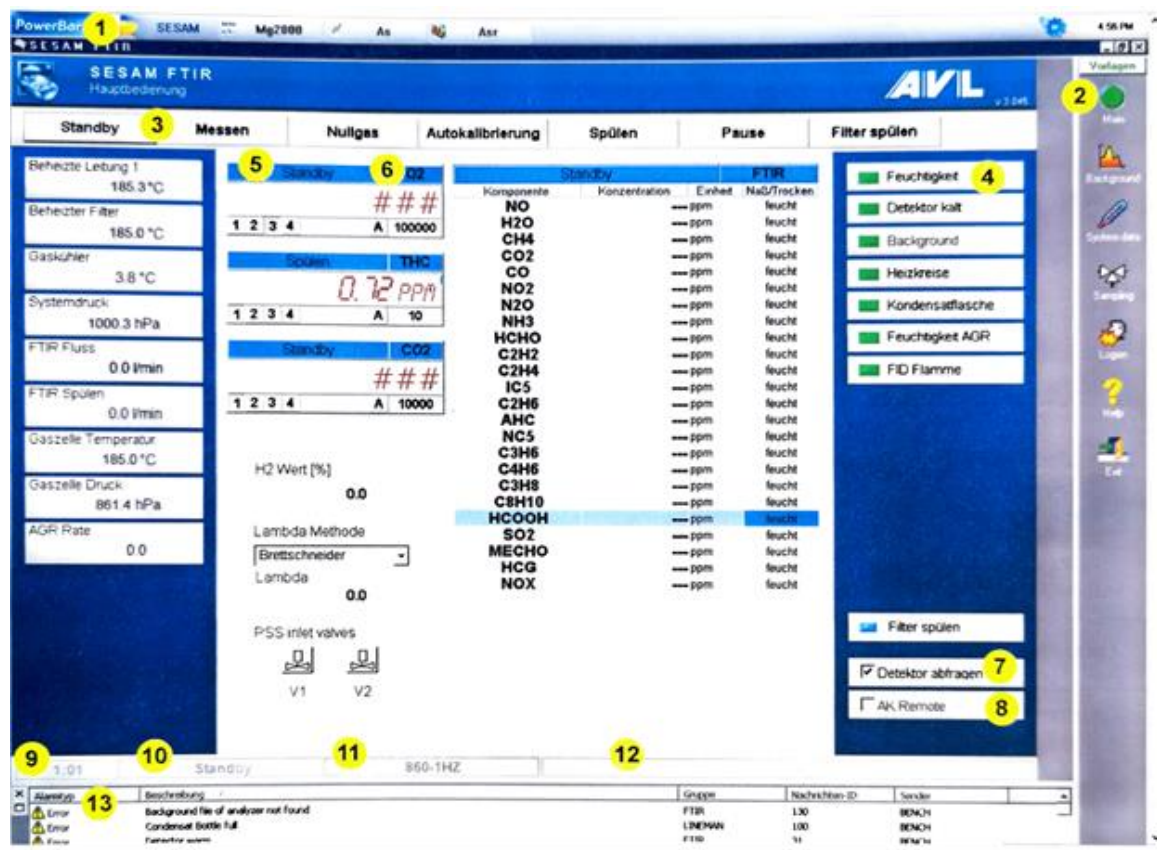 PowerBar 1 SESAM Mg2000 As Asr 4:56 PM
SESAM FTIR
SESAM FTIR
Hauptbedienung
AVL
Vorlagen
Standby 3 Messen Nullgas Autokalibrierung Spülen Pause Filter spülen
2
Main
Background
System data
Sampling
Logon
Help
Exit
Beheizte Leitung 1
185.3 °C
Beheizter Filter
185.0 °C
Gaskühler
3.8 °C
Systemdruck
1000.3 hPa
FTIR Fluss
0.0 l/min
FTIR Spülen
0.0 l/min
Gaszelle Temperatur
185.0 °C
Gaszelle Druck
861.4 hPa
AGR Rate
0.0
5 Standby 6 O2
###
1 2 3 4 A 100000
Spülen THC
0.72 PPM
1 2 3 4 A 10
Standby CO2
###
1 2 3 4 A 10000
H2 Wert [%]
0.0
Lambda Methode
Brettschneider
Lambda
0.0
PSS inlet valves
V1 V2
Standby FTIR
Komponente Konzentration Einheit Naß/Trocken
NO --- ppm feucht
H2O --- ppm feucht
CH4 --- ppm feucht
CO2 --- ppm feucht
CO --- ppm feucht
NO2 --- ppm feucht
N2O --- ppm feucht
NH3 --- ppm feucht
HCHO --- ppm feucht
C2H2 --- ppm feucht
C2H4 --- ppm feucht
IC5 --- ppm feucht
C2H6 --- ppm feucht
AHC --- ppm feucht
NC5 --- ppm feucht
C3H6 --- ppm feucht
C4H6 --- ppm feucht
C3H8 --- ppm feucht
C8H10 --- ppm feucht
HCOOH --- ppm feucht
SO2 --- ppm feucht
MECHO --- ppm feucht
HCG --- ppm feucht
NOX --- ppm feucht
Feuchtigkeit 4
Detektor kalt
Background
Heizkreise
Kondensatflasche
Feuchtigkeit AGR
FID Flamme
Filter spülen
Detektor abfragen 7
AK Remote 8
9 1:01 10 Standby 11 860-1HZ 12
Alarmtyp 13 Beschreibung Gruppe Nachrichten-ID Sender
Error Background file of analyzer not found FTIR 130 BENCH
Error Condensat Bottle full LINEMAN 100 BENCH
Error Detector warm FTIR 31 BENCH